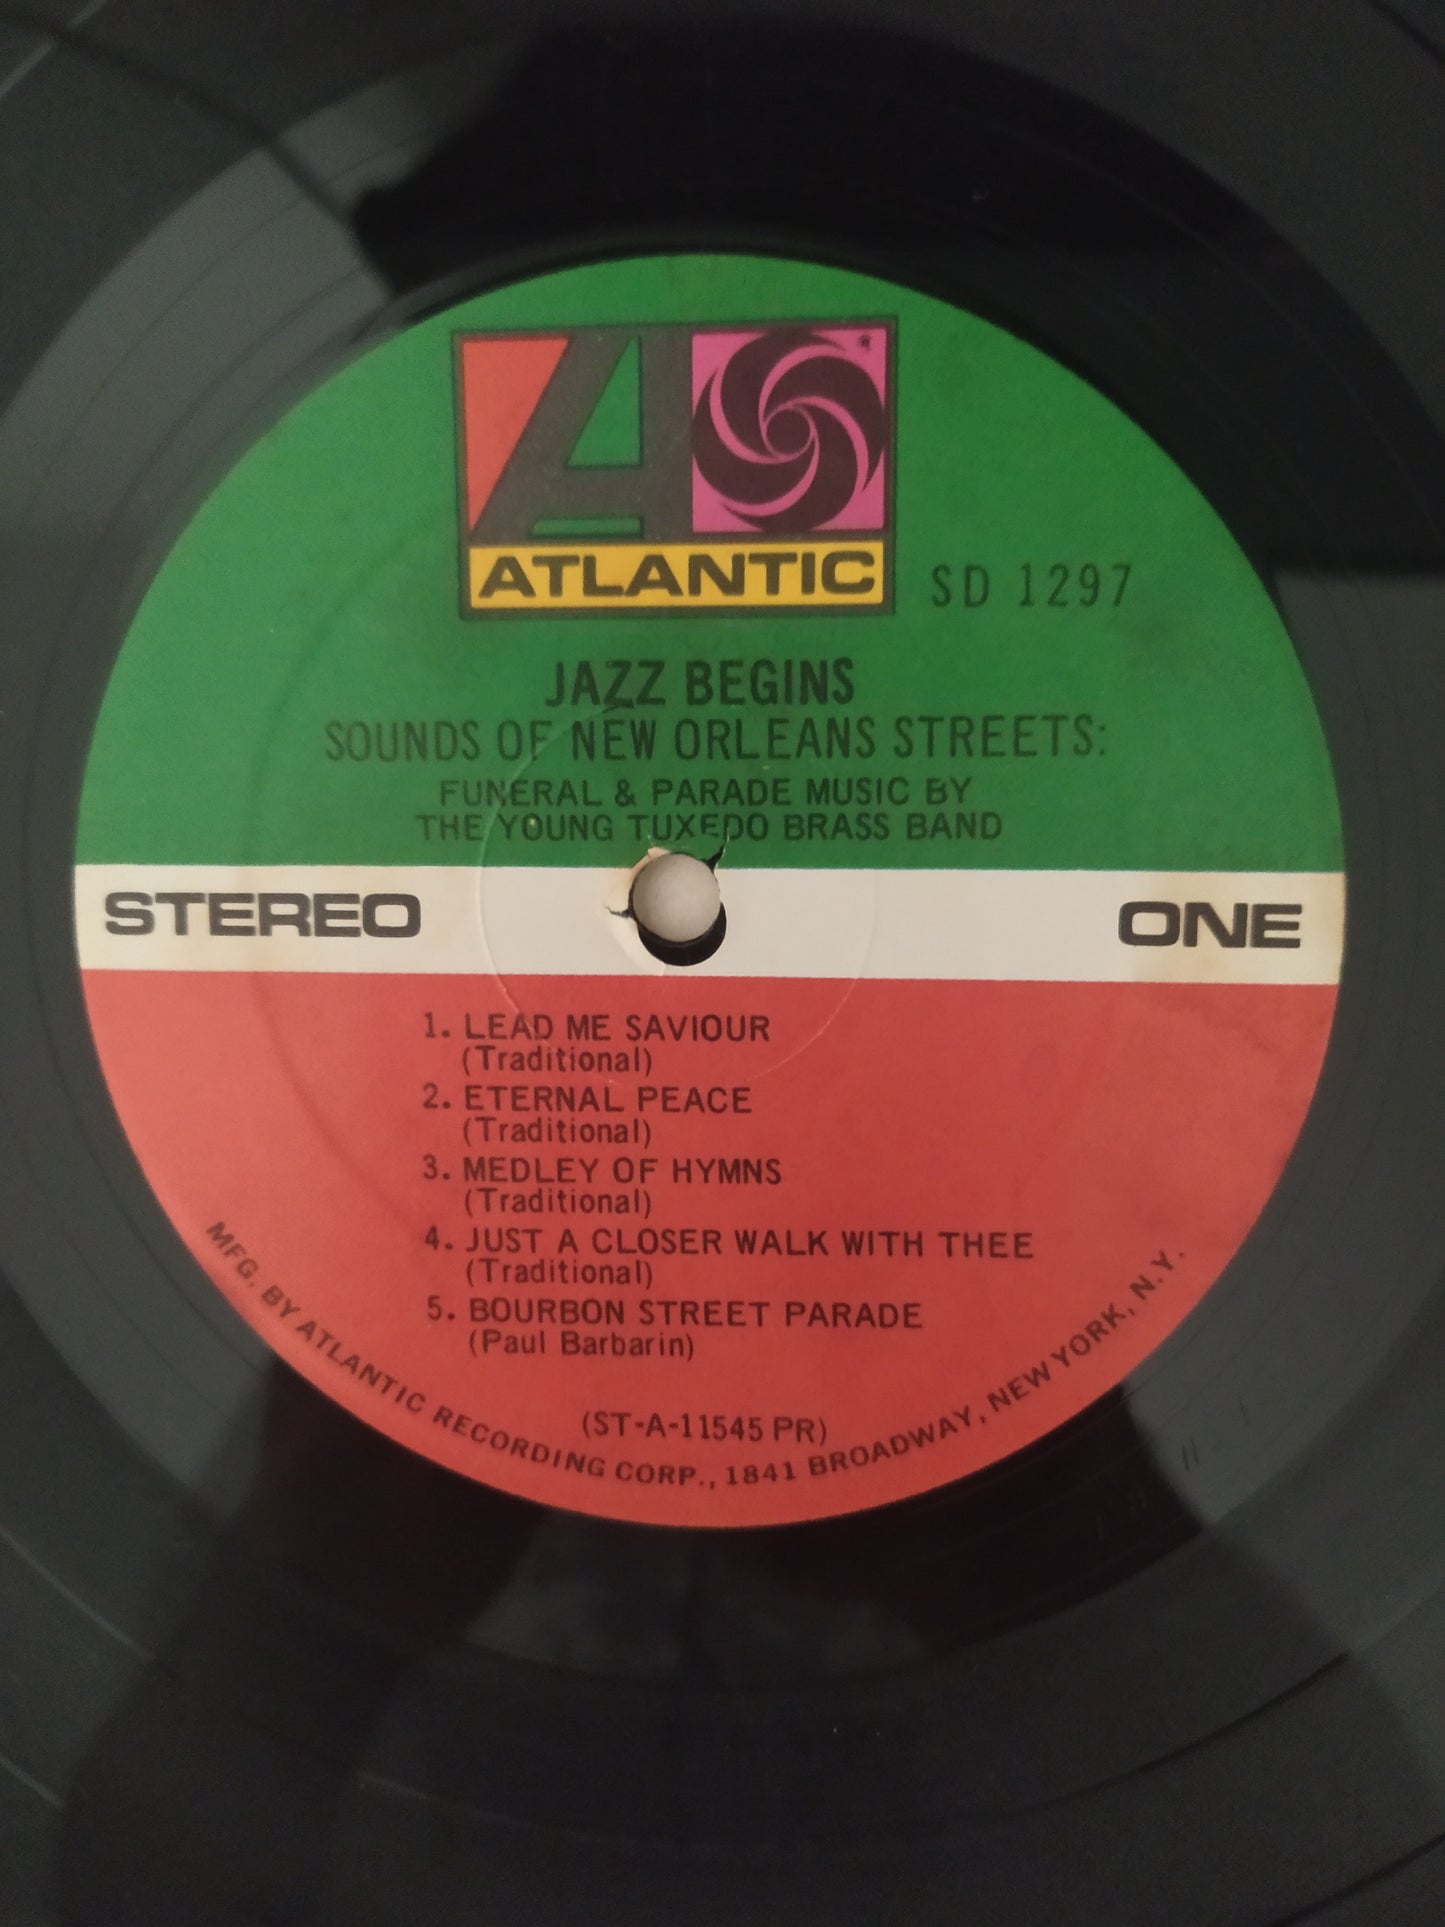 ATLANTIC
SD 1297
JAZZ BEGINS
SOUNDS OF NEW ORLEANS STREETS:
FUNERAL & PARADE MUSIC BY
THE YOUNG TUXEDO BRASS BAND
STEREO
ONE
1. LEAD ME SAVIOUR
(Traditional)
2. ETERNAL PEACE
(Traditional)
3. MEDLEY OF HYMNS
(Traditional)
4. JUST A CLOSER WALK WITH THEE
(Traditional)
5. BOURBON STREET PARADE
(Paul Barbarin)
(ST-A-11545 PR)
MFG. BY ATLANTIC RECORDING CORP., 1841 BROADWAY, NEW YORK, N.Y.